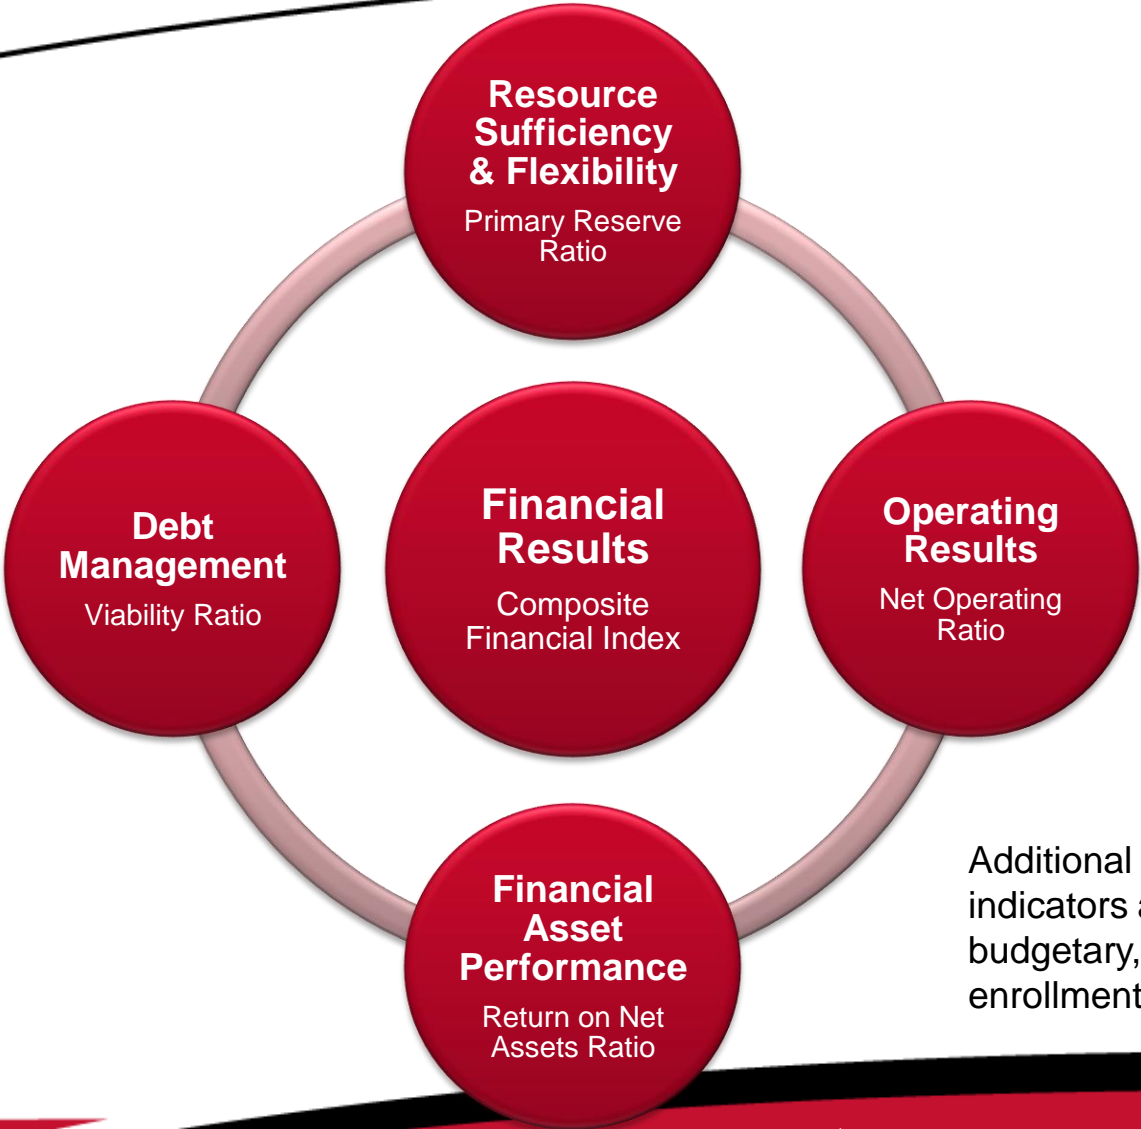 Resource
Sufficiency
& Flexibility
Primary Reserve
Ratio
Debt
Management
Viability Ratio
Financial
Results
Composite
Financial Index
Operating
Results
Net Operating
Ratio
Financial
Asset
Performance
Return on Net
Assets Ratio
Additional
indicators
budgetary,
enrollment